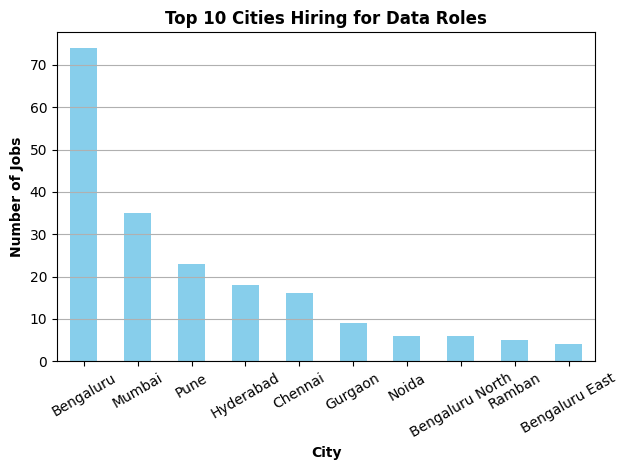 Top 10 Cities Hiring for Data Roles
Number of Jobs
70
60
50
40
30
20
10
0
Bengaluru
Mumbai
Pune
Hyderabad
Chennai
Gurgaon
Noida
Bengaluru North
Ramban
Bengaluru East
City